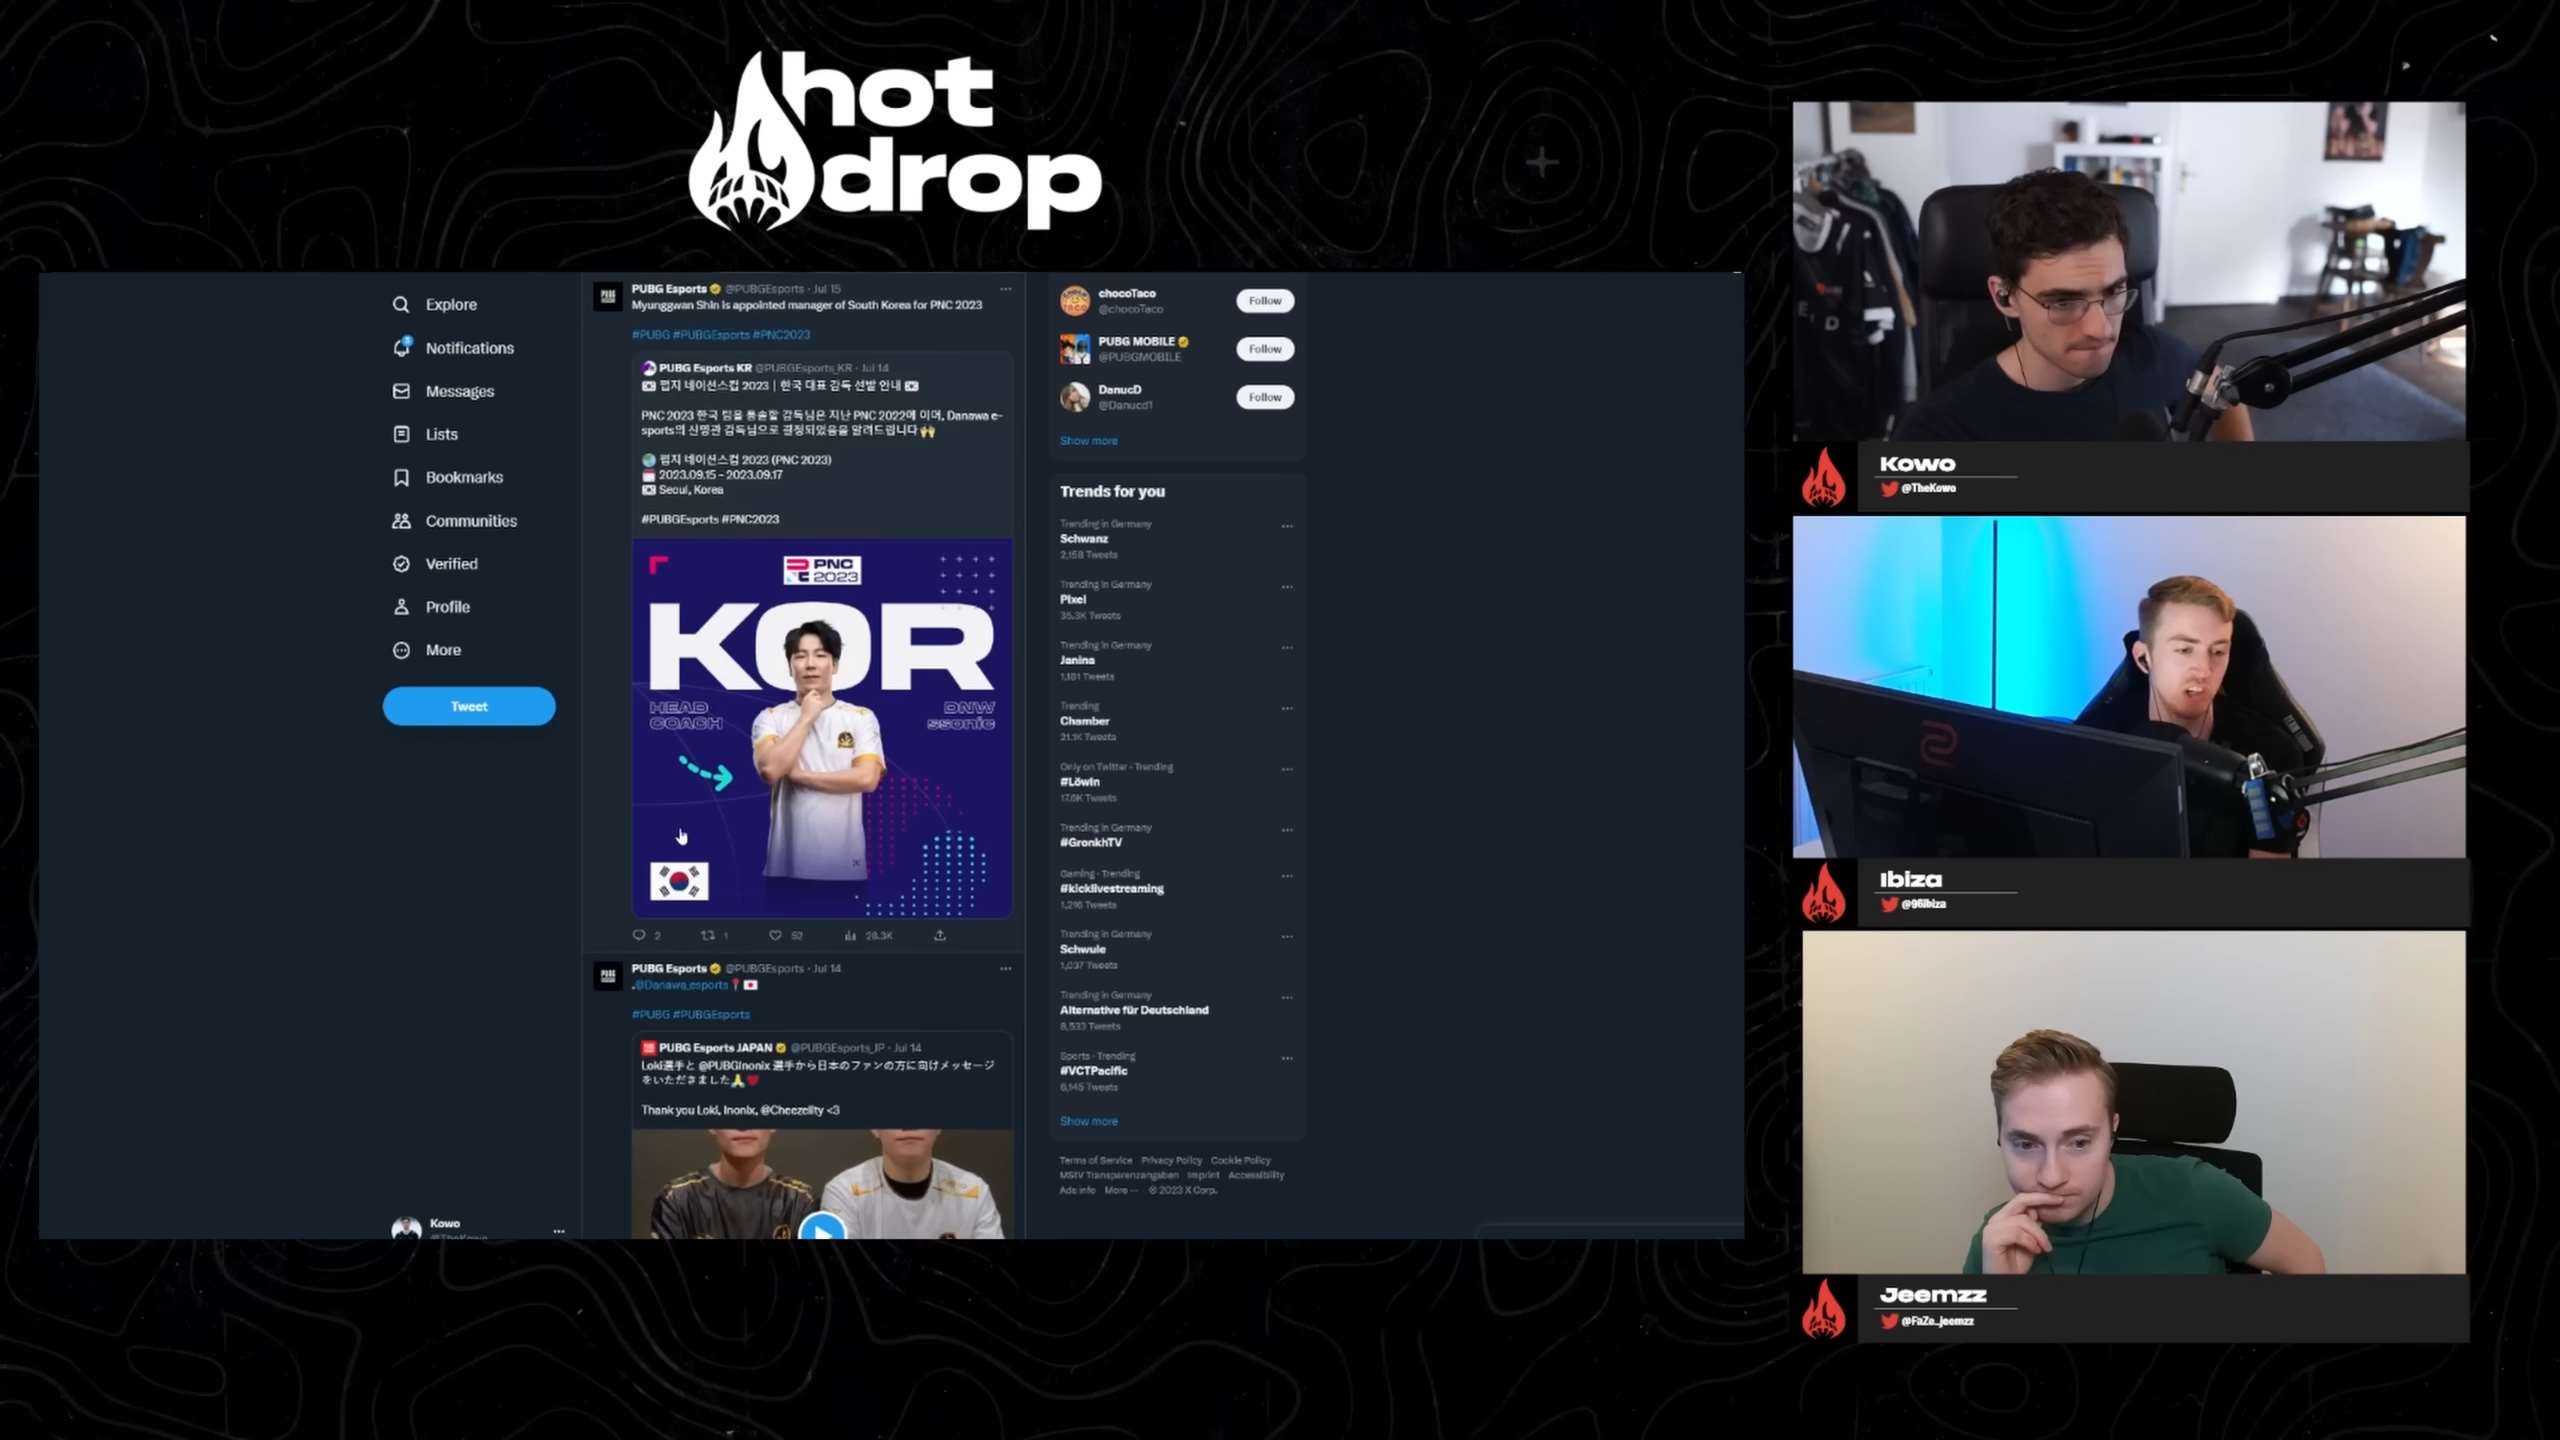 hot
drop
Explore
Notifications
Messages
Lists
Bookmarks
Communities
Verified
Profile
More
Tweet
Kowo
@TheKowo
PUBG Esports @PUBGEsports · Jul 15
Myunggwan Shin is appointed manager of South Korea for PNC 2023
#PUBG #PUBGEsports #PNC2023
PUBG Esports KR @PUBGEsports_KR · Jul 14
🇰🇷 펍지 네이션스컵 2023 | 한국 대표 감독 선발 안내 🇰🇷
PNC 2023 한국 팀을 통솔할 감독님은 지난 PNC 2022에 이어, Danawa e-
sports의 신명관 감독님으로 결정되었음을 알려드립니다🙌
🌏 펍지 네이션스컵 2023 (PNC 2023)
🗓️ 2023.09.15 – 2023.09.17
🇰🇷 Seoul, Korea
#PUBGEsports #PNC2023
PNC
2023
KOR
HEAD
COACH
DNW
ssonic
2
1
52
28.3K
PUBG Esports @PUBGEsports · Jul 14
.@Danawa_esports 📍 🇯🇵
#PUBG #PUBGEsports
PUBG Esports JAPAN @PUBGEsports_JP · Jul 14
Loki選手と @PUBGInonix 選手から日本のファンの方に向けメッセージ
をいただきました🙏❤️
Thank you Loki, Inonix, @Cheezeility <3
chocoTaco
@chocoTaco
Follow
PUBG MOBILE
@PUBGMOBILE
Follow
DanucD
@Danucd1
Follow
Show more
Trends for you
Trending in Germany
Schwanz
2,158 Tweets
Trending in Germany
Pixel
35.3K Tweets
Trending in Germany
Janina
1,181 Tweets
Trending
Chamber
21.1K Tweets
Only on Twitter · Trending
#Löwin
17.6K Tweets
Trending in Germany
#GronkhTV
Gaming · Trending
#kicklivestreaming
1,216 Tweets
Trending in Germany
Schwule
1,037 Tweets
Trending in Germany
Alternative für Deutschland
8,533 Tweets
Sports · Trending
#VCTPacific
6,145 Tweets
Show more
Terms of Service Privacy Policy Cookie Policy
MStV Transparenzangaben Imprint Accessibility
Ads info More ··· © 2023 X Corp.
Kowo
@TheKowo
Ibiza
@96ibiza
Jeemzz
@FaZe_jeemzz